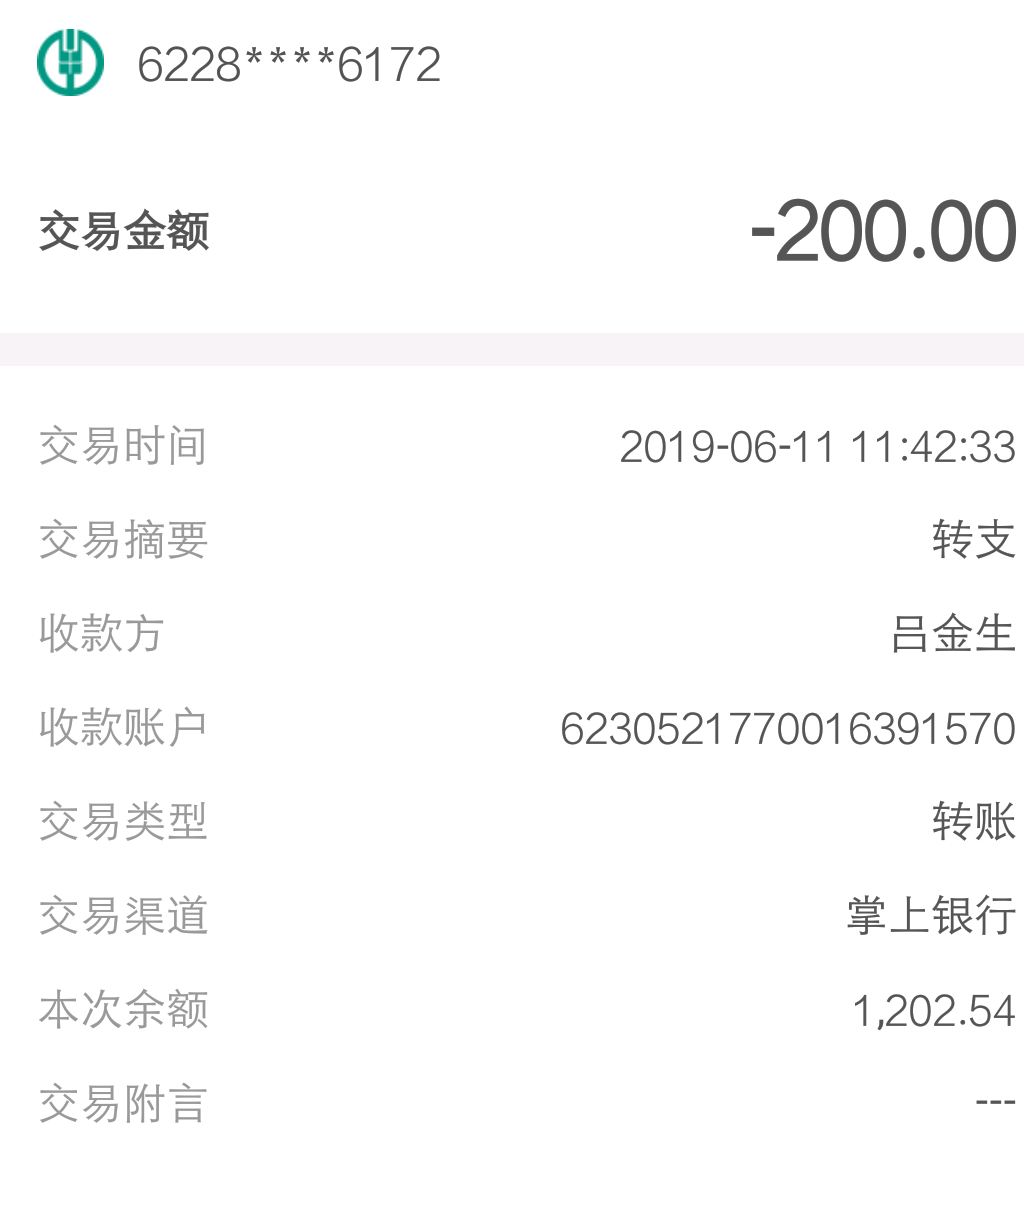 6228****6172
交易金额 -200.00
交易时间 2019-06-11 11:42:33
交易摘要 转支
收款方 吕金生
收款账户 6230521770016391570
交易类型 转账
交易渠道 掌上银行
本次余额 1,202.54
交易附言 ---